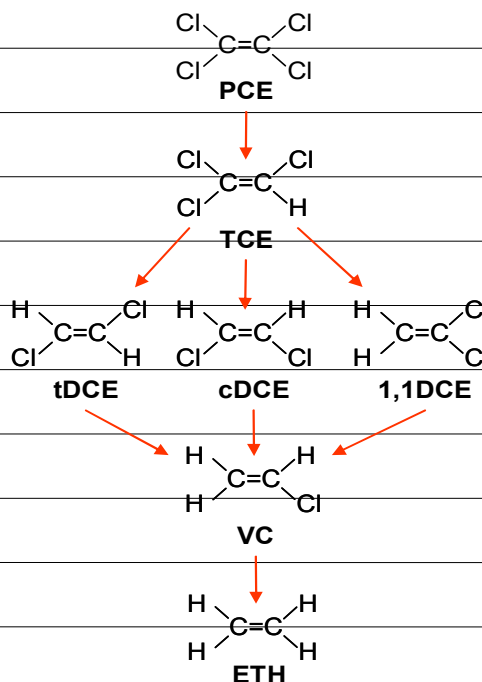 Cl Cl
C=C
Cl Cl
PCE
Cl Cl
C=C
Cl H
TCE
H Cl H H H C
C=C C=C C=C
Cl H Cl Cl H C
tDCE cDCE 1,1DCE
H H
C=C
H Cl
VC
H H
C=C
H H
ETH